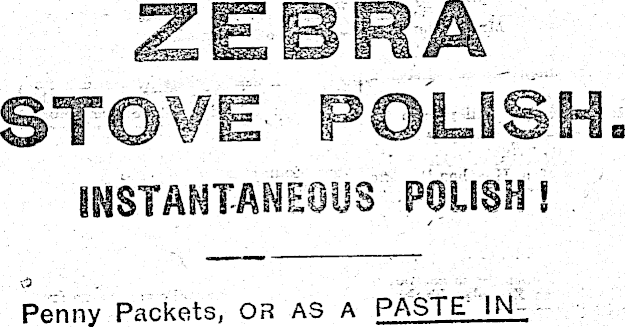 ZEBRA
STOVE POLISH.
INSTANTANEOUS POLISH!
Penny Packets, OR AS A PASTE IN